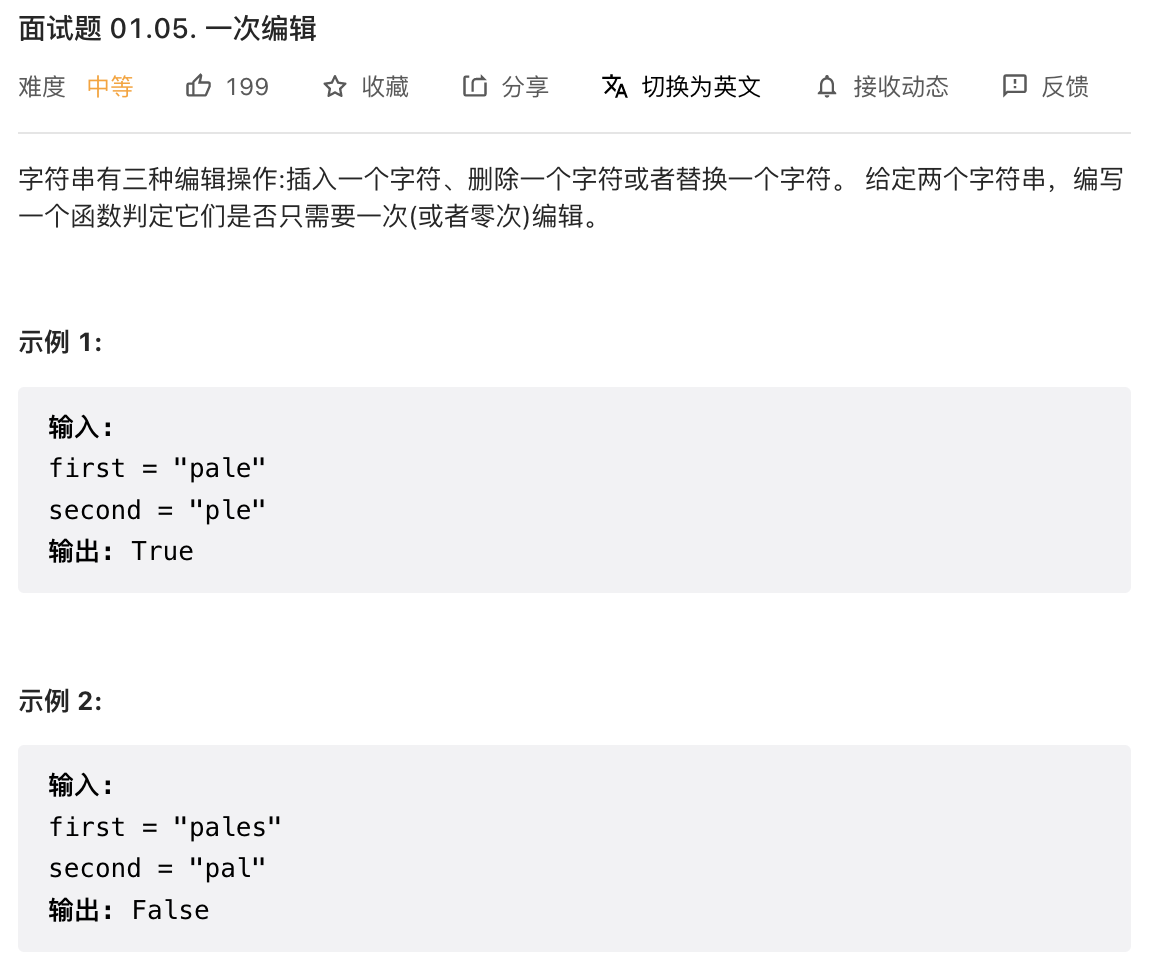 面试题 01.05. 一次编辑
难度 中等 199 收藏 分享 切换为英文 接收动态 反馈
字符串有三种编辑操作:插入一个字符、删除一个字符或者替换一个字符。 给定两个字符串，编写
一个函数判定它们是否只需要一次(或者零次)编辑。
示例 1:
输入:
first = "pale"
second = "ple"
输出: True
示例 2:
输入:
first = "pales"
second = "pal"
输出: False